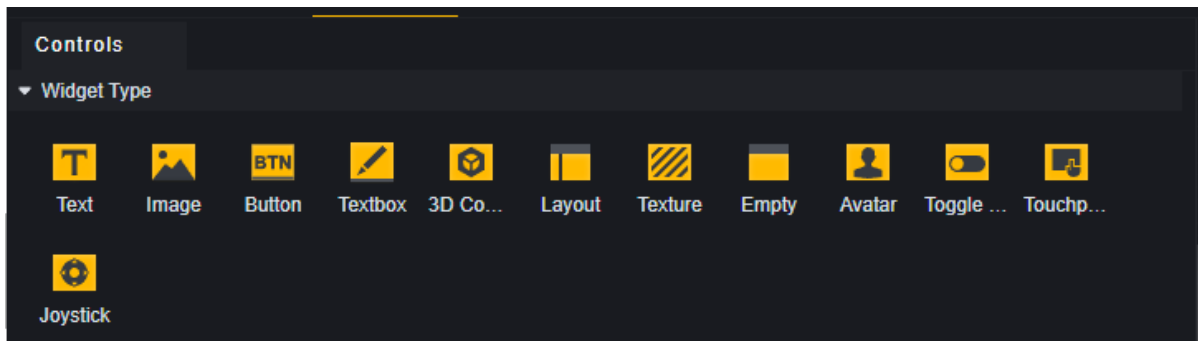 Controls
Widget Type
BTN
Text Image Button Textbox 3D Co... Layout Texture Empty Avatar Toggle ... Touchp...
Joystick